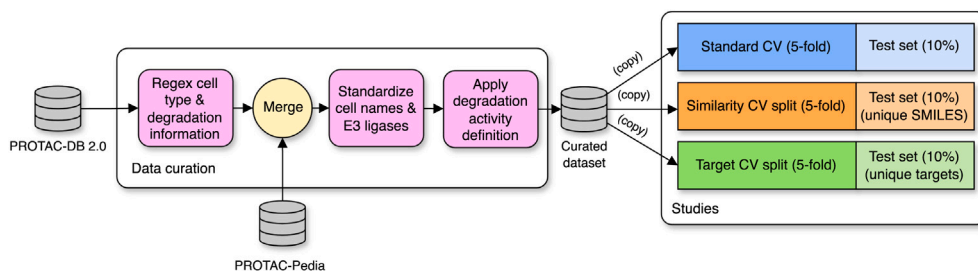 PROTAC-DB 2.0
Regex cell
type &
degradation
information
Merge
Standardize
cell names &
E3 ligases
Apply
degradation
activity
definition
Data curation
PROTAC-Pedia
Curated
dataset
(copy)
(copy)
(copy)
Standard CV (5-fold)
Test set (10%)
Similarity CV split (5-fold)
Test set (10%)
(unique SMILES)
Target CV split (5-fold)
Test set (10%)
(unique targets)
Studies